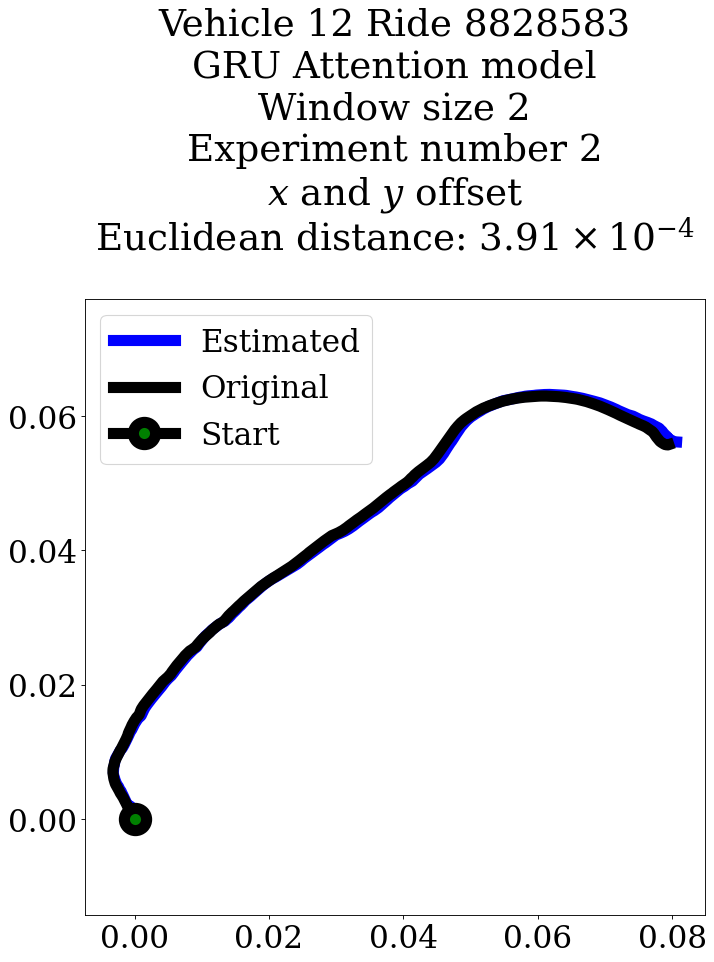 Vehicle 12 Ride 8828583
GRU Attention model
Window size 2
Experiment number 2
x and y offset
Euclidean distance: 3.91 × 10⁻⁴
Estimated
Original
Start
0.06
0.04
0.02
0.00
0.00 0.02 0.04 0.06 0.08